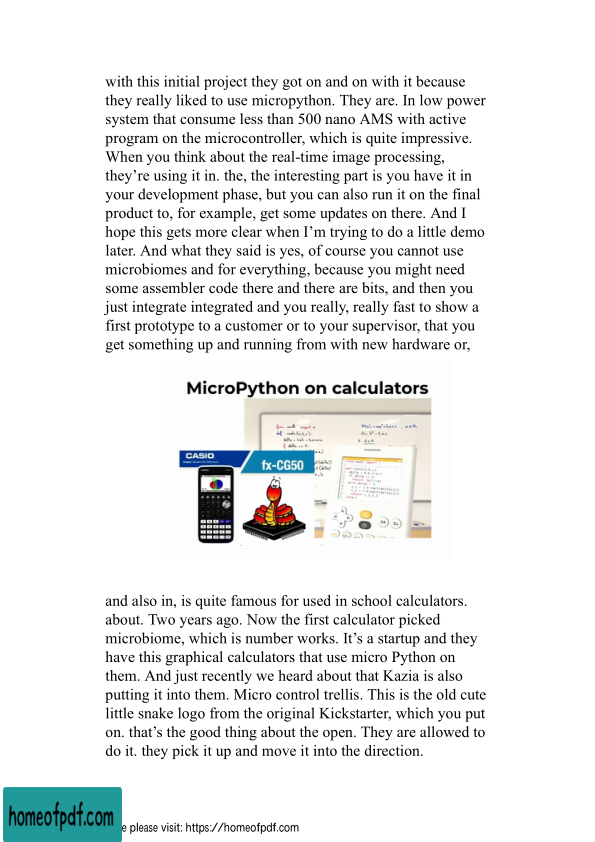 with this initial project they got on and on with it because
they really liked to use micropython. They are. In low power
system that consume less than 500 nano AMS with active
program on the microcontroller, which is quite impressive.
When you think about the real-time image processing,
they’re using it in. the, the interesting part is you have it in
your development phase, but you can also run it on the final
product to, for example, get some updates on there. And I
hope this gets more clear when I’m trying to do a little demo
later. And what they said is yes, of course you cannot use
microbiomes and for everything, because you might need
some assembler code there and there are bits, and then you
just integrate integrated and you really, really fast to show a
first prototype to a customer or to your supervisor, that you
get something up and running from with new hardware or,
MicroPython on calculators
CASIO
fx-CG50
and also in, is quite famous for used in school calculators.
about. Two years ago. Now the first calculator picked
microbiome, which is number works. It’s a startup and they
have this graphical calculators that use micro Python on
them. And just recently we heard about that Kazia is also
putting it into them. Micro control trellis. This is the old cute
little snake logo from the original Kickstarter, which you put
on. that’s the good thing about the open. They are allowed to
do it. they pick it up and move it into the direction.
homeofpdf.com
e please visit: https://homeofpdf.com